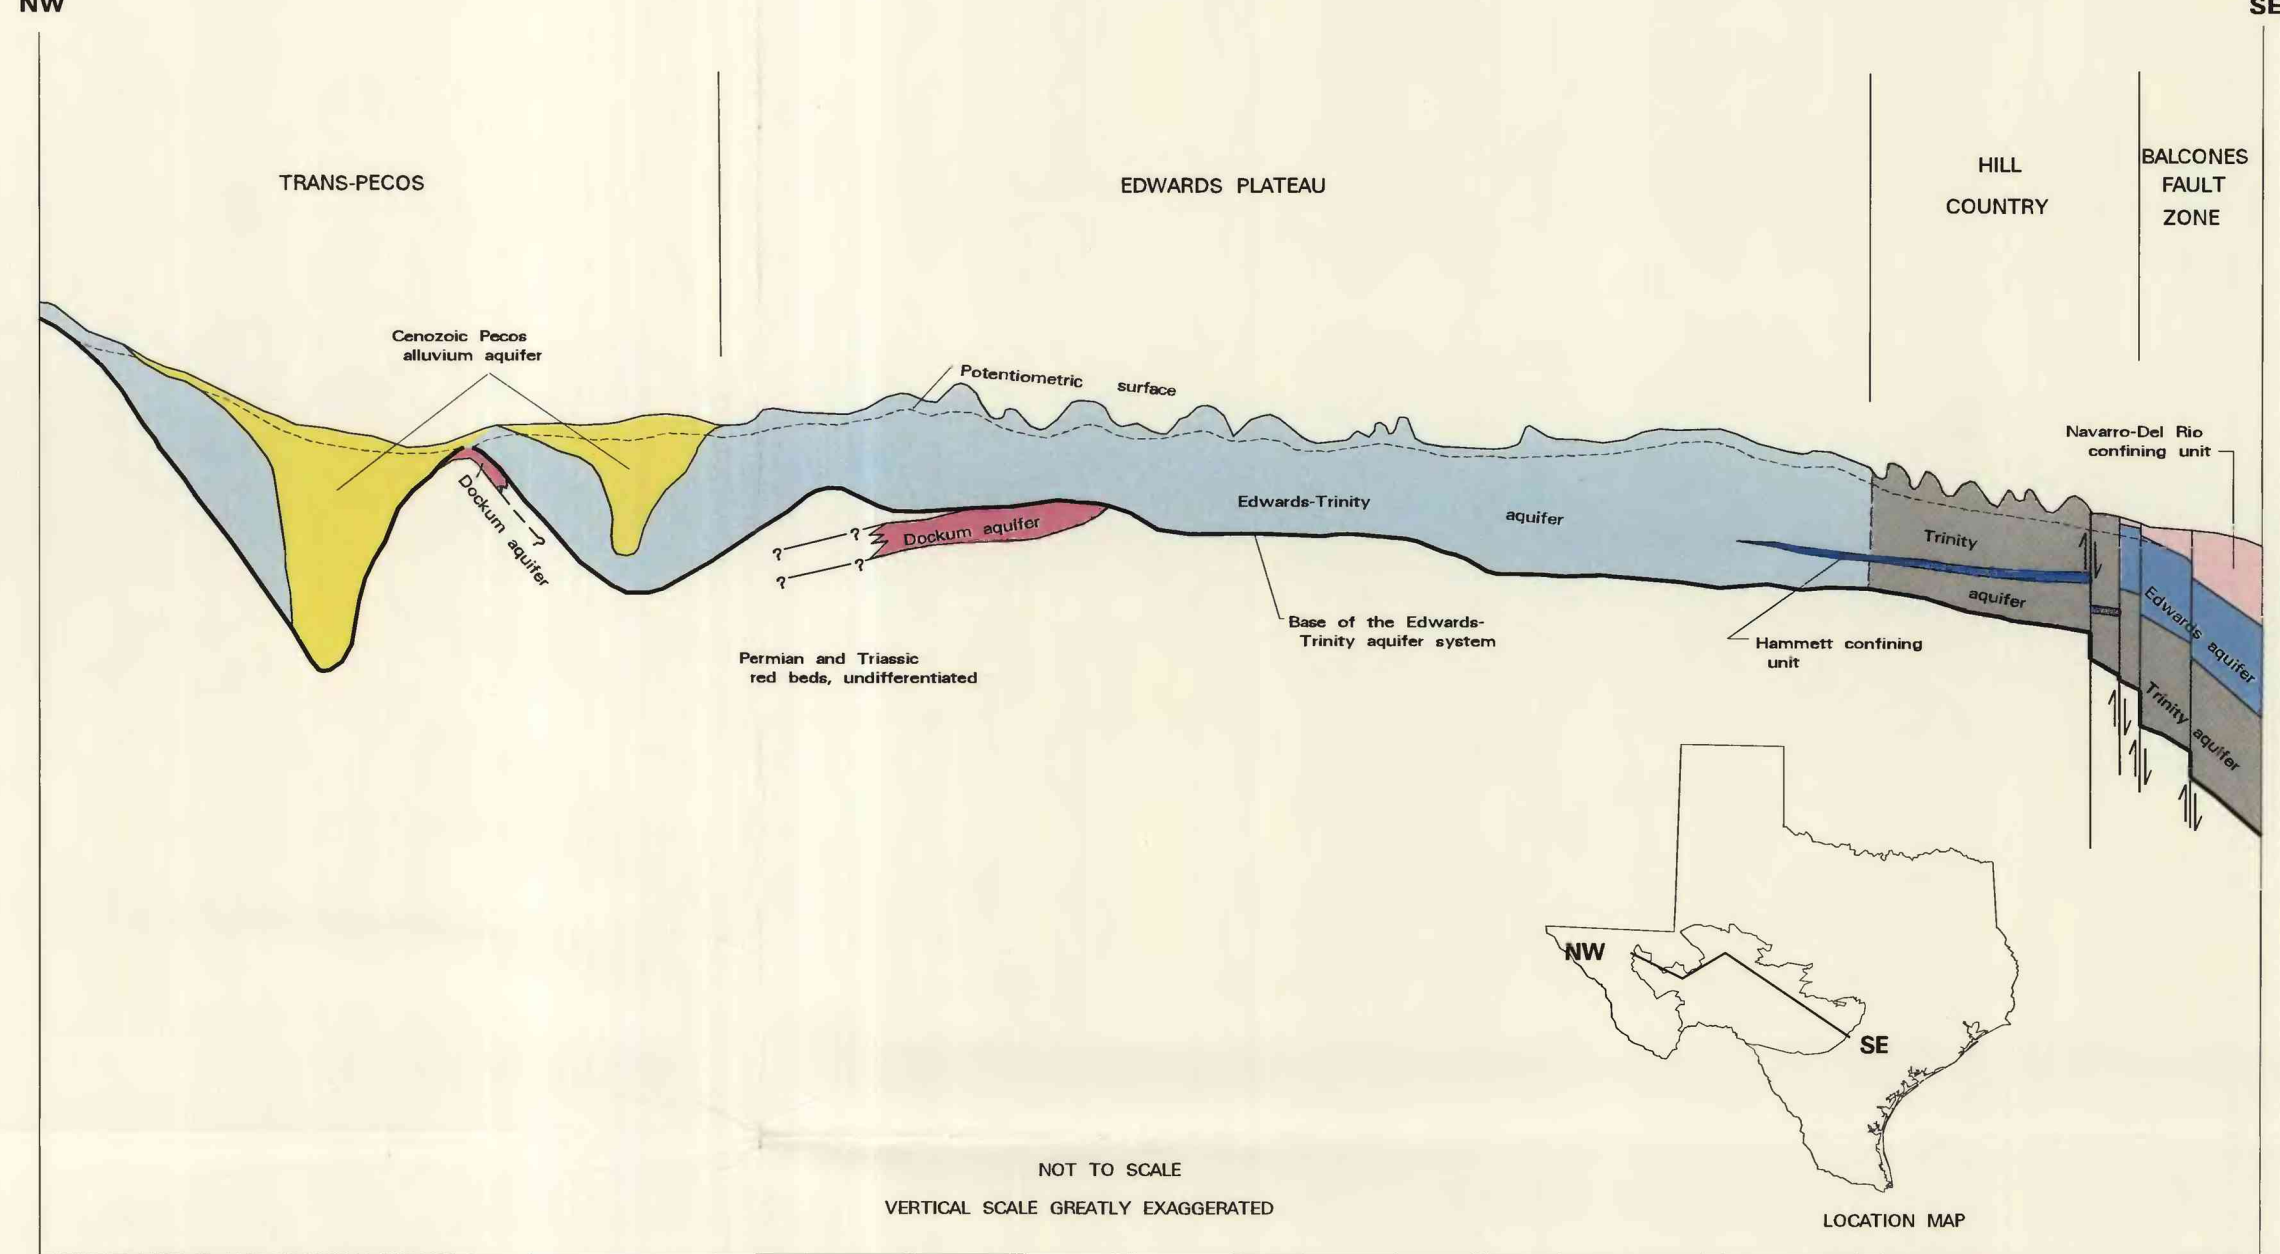 NW
SE
TRANS-PECOS
EDWARDS PLATEAU
HILL
COUNTRY
BALCONES
FAULT
ZONE
Cenozoic Pecos
alluvium aquifer
Potentiometric surface
Navarro-Del Rio
confining unit
Dockum aquifer
?
?
?
?
?
Dockum aquifer
Edwards-Trinity aquifer
Trinity
aquifer
Edwards aquifer
Trinity aquifer
Base of the Edwards-
Trinity aquifer system
Hammett confining
unit
Permian and Triassic
red beds, undifferentiated
NW
SE
NOT TO SCALE
VERTICAL SCALE GREATLY EXAGGERATED
LOCATION MAP